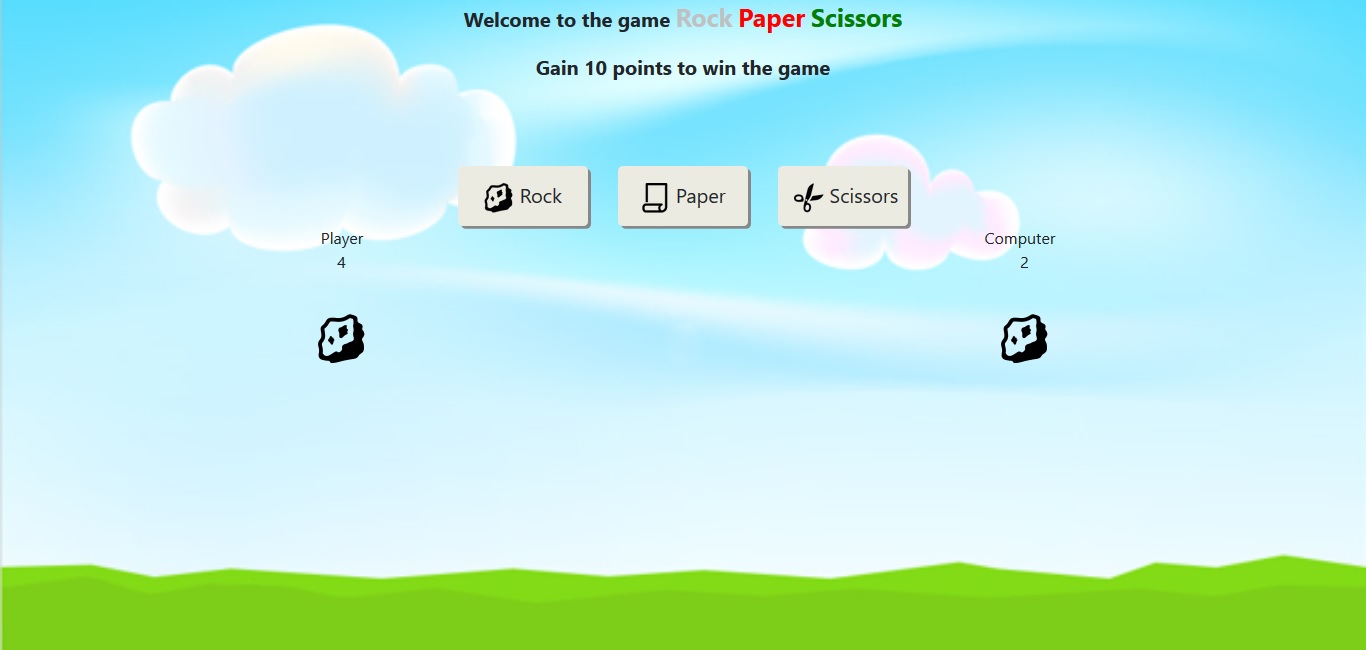 Welcome to the game Rock Paper Scissors
Gain 10 points to win the game
Rock
Paper
Scissors
Player
4
Computer
2